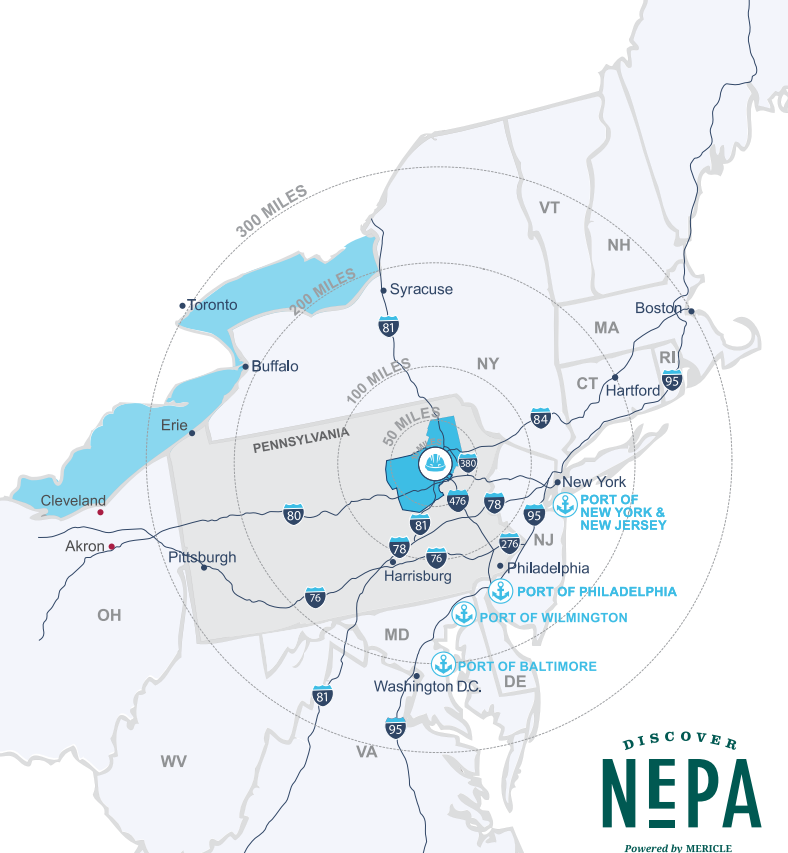 300 MILES
VT
NH
200 MILES
Toronto
Syracuse
Boston
81
MA
RI
Buffalo
100 MILES
NY
CT
Hartford
95
50 MILES
84
Erie
PENNSYLVANIA
380
New York
Cleveland
476
78
PORT OF
NEW YORK &
NEW JERSEY
80
95
81
NJ
Akron
78
276
Pittsburgh
76
Harrisburg
Philadelphia
76
PORT OF PHILADELPHIA
OH
PORT OF WILMINGTON
MD
PORT OF BALTIMORE
Washington D.C.
DE
81
95
VA
WV
DISCOVER
NEPA
Powered by MERICLE